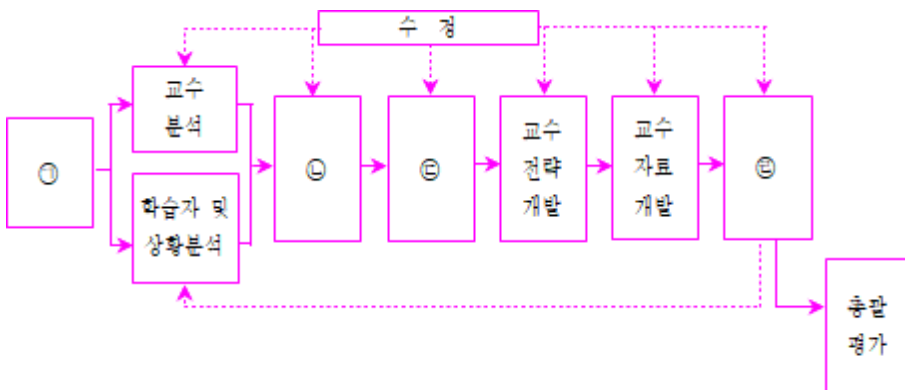 수 정
교수
분석
㉠
학습자 및
상황분석
㉡
㉢
교수
전략
개발
교수
자료
개발
㉣
총괄
평가